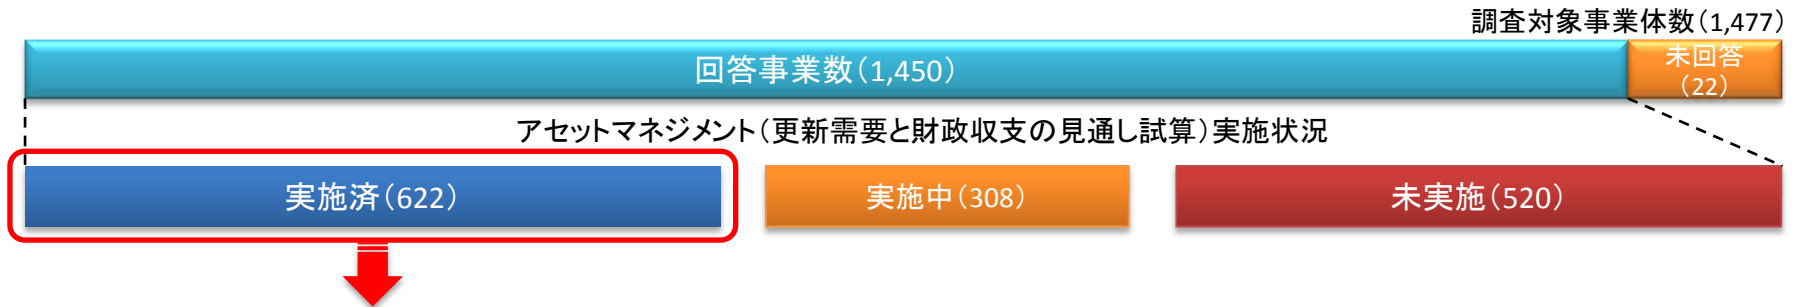 調査対象事業体数(1,477)
回答事業数(1,450)
未回答
(22)
アセットマネジメント(更新需要と財政収支の見通し試算)実施状況
実施済(622)
実施中(308)
未実施(520)